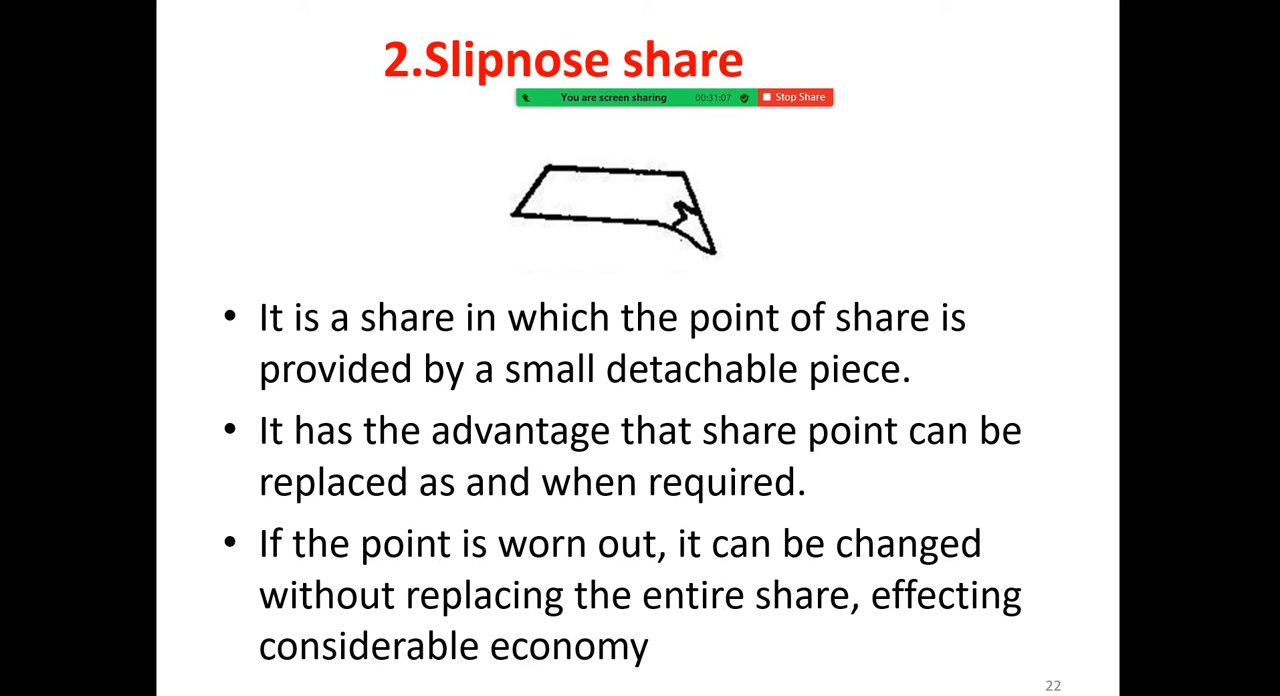 2.Slipnose share
You are screen sharing 00:31:07 Stop Share
• It is a share in which the point of share is
provided by a small detachable piece.
• It has the advantage that share point can be
replaced as and when required.
• If the point is worn out, it can be changed
without replacing the entire share, effecting
considerable economy
22